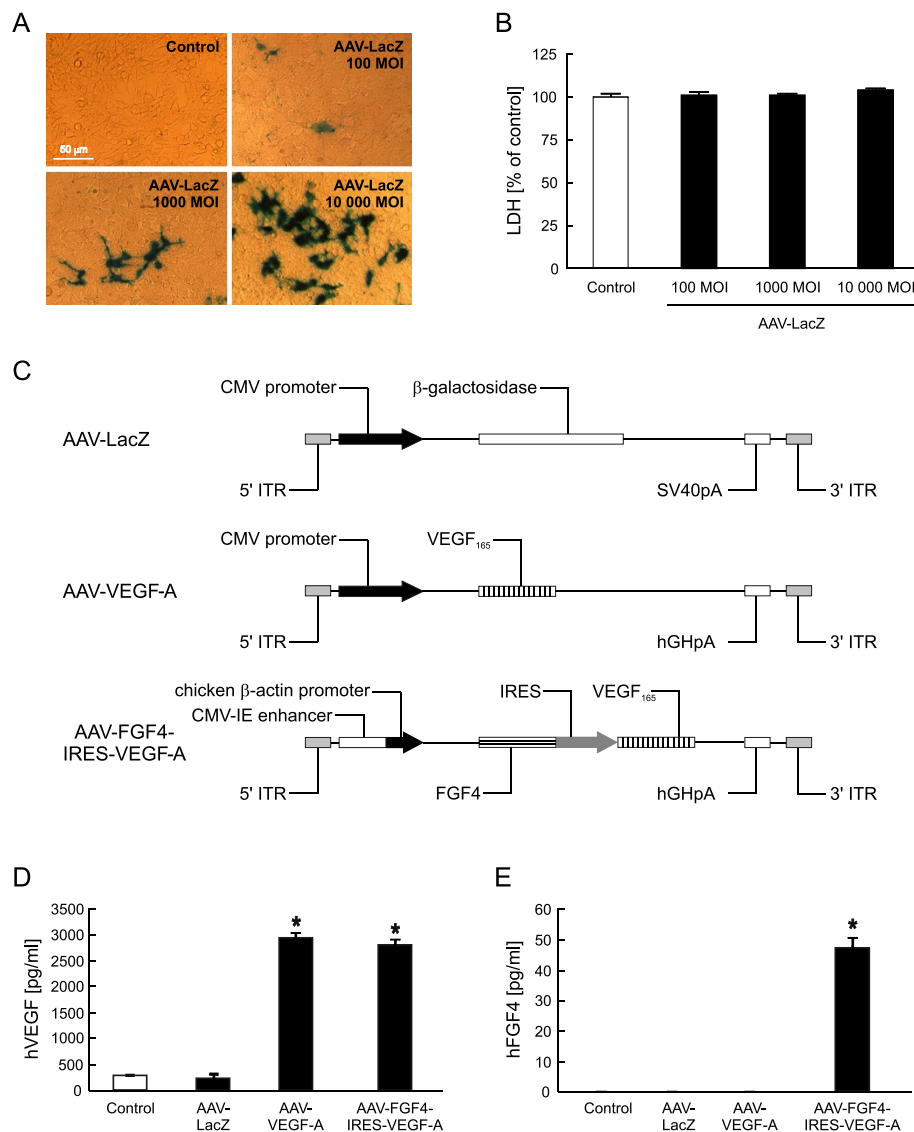 A
Control
50 µm
AAV-LacZ
100 MOI
AAV-LacZ
1000 MOI
AAV-LacZ
10 000 MOI
B
LDH [% of control]
125
100
75
50
25
0
Control
100 MOI
1000 MOI
10 000 MOI
AAV-LacZ
C
AAV-LacZ
CMV promoter
β-galactosidase
5' ITR
SV40pA
3' ITR
AAV-VEGF-A
CMV promoter
VEGF165
5' ITR
hGHpA
3' ITR
AAV-FGF4-
IRES-VEGF-A
chicken β-actin promoter
CMV-IE enhancer
IRES
VEGF165
5' ITR
FGF4
hGHpA
3' ITR
D
hVEGF [pg/ml]
3500
3000
2500
2000
1500
1000
500
0
*
*
Control
AAV-
LacZ
AAV-
VEGF-A
AAV-FGF4-
IRES-VEGF-A
E
hFGF4 [pg/ml]
60
50
40
30
20
10
0
*
Control
AAV-
LacZ
AAV-
VEGF-A
AAV-FGF4-
IRES-VEGF-A